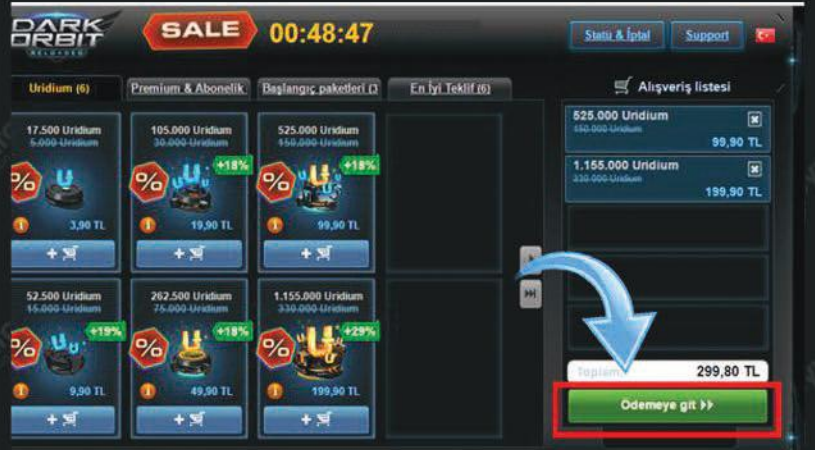 DARK
ORBIT
RELOADED
SALE
00:48:47
Statü & İptal
Support
Uridium (6)
Premium & Abonelik
Başlangıç paketleri (3
En İyi Teklif (6)
Alışveriş listesi
17.500 Uridium
5.000 Uridium
%
3,90 TL
+
105.000 Uridium
30.000 Uridium
+18%
%
19,90 TL
+
525.000 Uridium
150.000 Uridium
+18%
%
99,90 TL
+
52.500 Uridium
15.000 Uridium
+19%
%
9,90 TL
+
262.500 Uridium
75.000 Uridium
+18%
%
49,90 TL
+
1.155.000 Uridium
330.000 Uridium
+29%
%
199,90 TL
+
525.000 Uridium
150.000 Uridium
99,90 TL
1.155.000 Uridium
330.000 Uridium
199,90 TL
Toplam: 299,80 TL
Ödemeye git